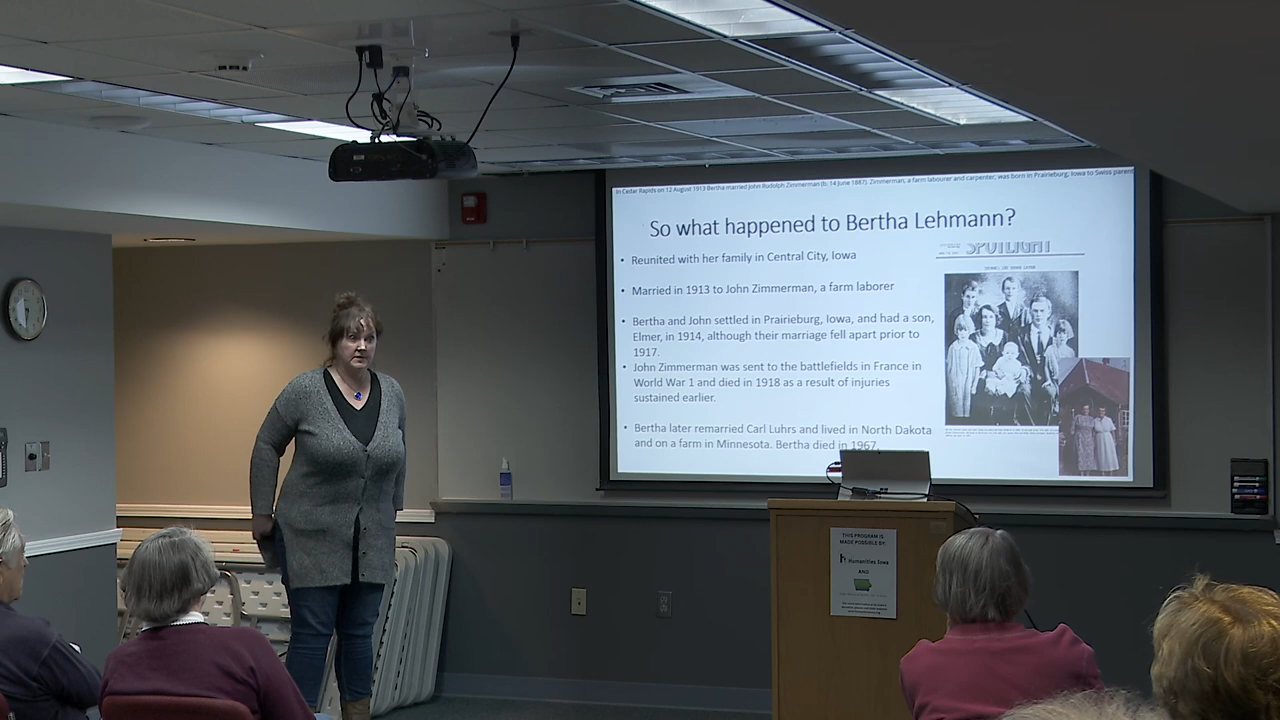 In Cedar Rapids on 12 August 1913 Bertha married John Rudolph Zimmerman (b: 14 June 1887). Zimmerman, a farm labourer and carpenter, was born in Prairieburg, Iowa to Swiss parent
So what happened to Bertha Lehmann?
• Reunited with her family in Central City, Iowa
• Married in 1913 to John Zimmerman, a farm laborer
• Bertha and John settled in Prairieburg, Iowa, and had a son,
Elmer, in 1914, although their marriage fell apart prior to
1917.
• John Zimmerman was sent to the battlefields in France in
World War 1 and died in 1918 as a result of injuries
sustained earlier.
• Bertha later remarried Carl Luhrs and lived in North Dakota
and on a farm in Minnesota. Bertha died in 1967.
SPOTLIGHT
THIS PROGRAM IS
MADE POSSIBLE BY:
Humanities Iowa
AND